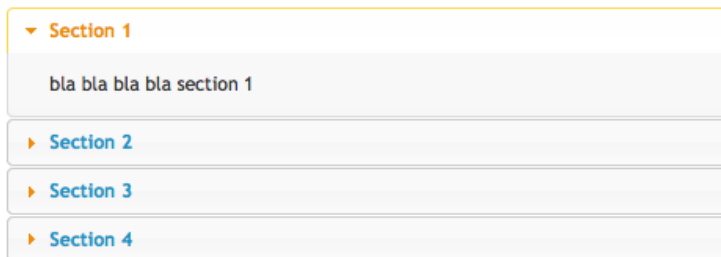 Section 1
bla bla bla bla section 1
Section 2
Section 3
Section 4